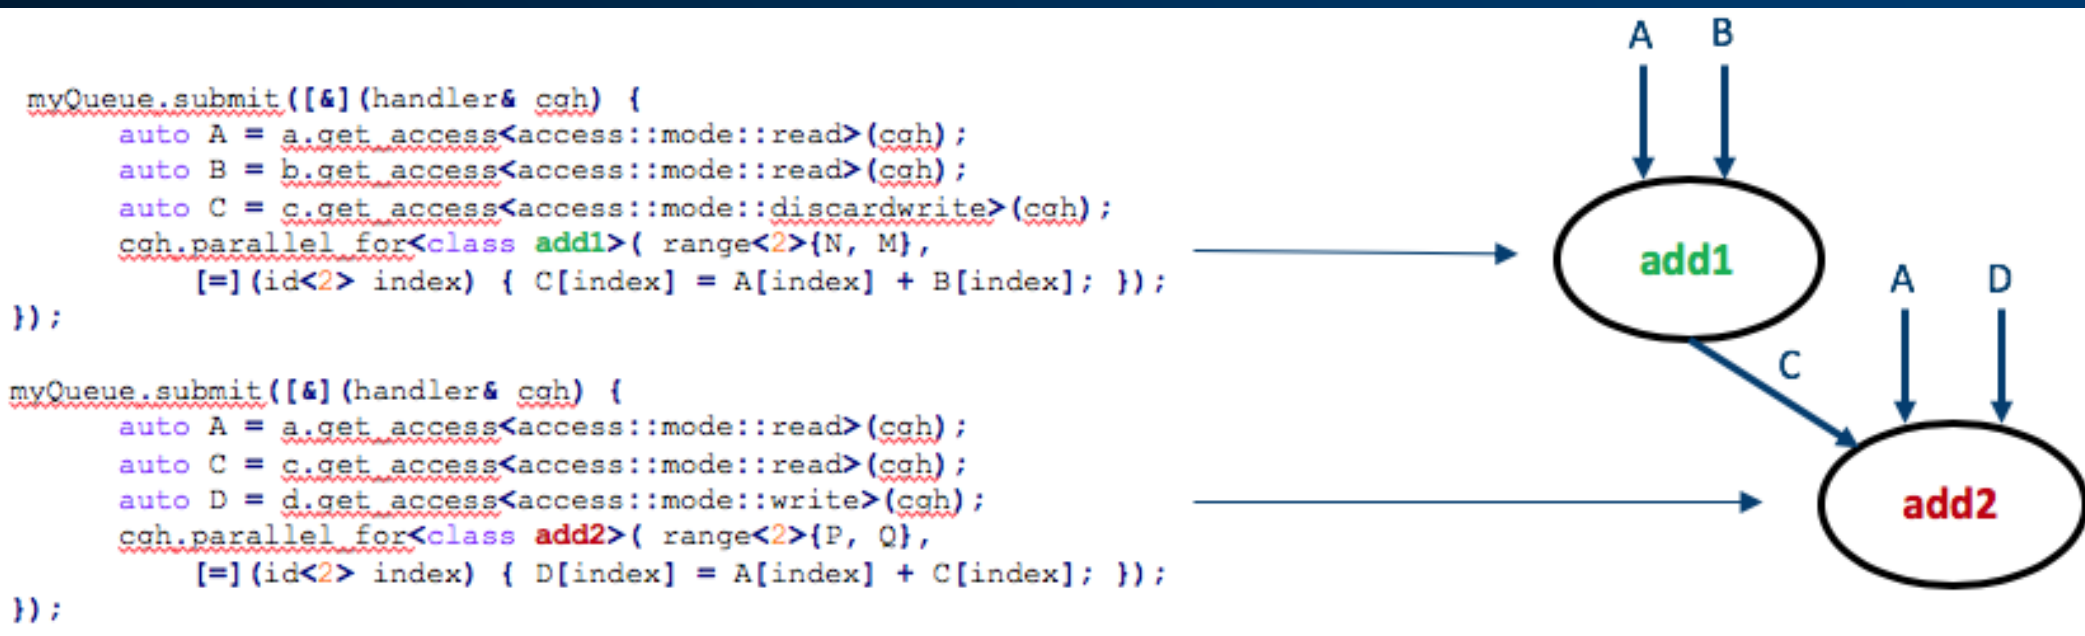 A B
myQueue.submit([&](handler& cgh) {
auto A = a.get_access<access::mode::read>(cgh);
auto B = b.get_access<access::mode::read>(cgh);
auto C = c.get_access<access::mode::discardwrite>(cgh);
cgh.parallel_for<class add1>( range<2>{N, M},
[=](id<2> index) { C[index] = A[index] + B[index]; });
});
add1
A D
C
myQueue.submit([&](handler& cgh) {
auto A = a.get_access<access::mode::read>(cgh);
auto C = c.get_access<access::mode::read>(cgh);
auto D = d.get_access<access::mode::write>(cgh);
cgh.parallel_for<class add2>( range<2>{P, Q},
[=](id<2> index) { D[index] = A[index] + C[index]; });
});
add2